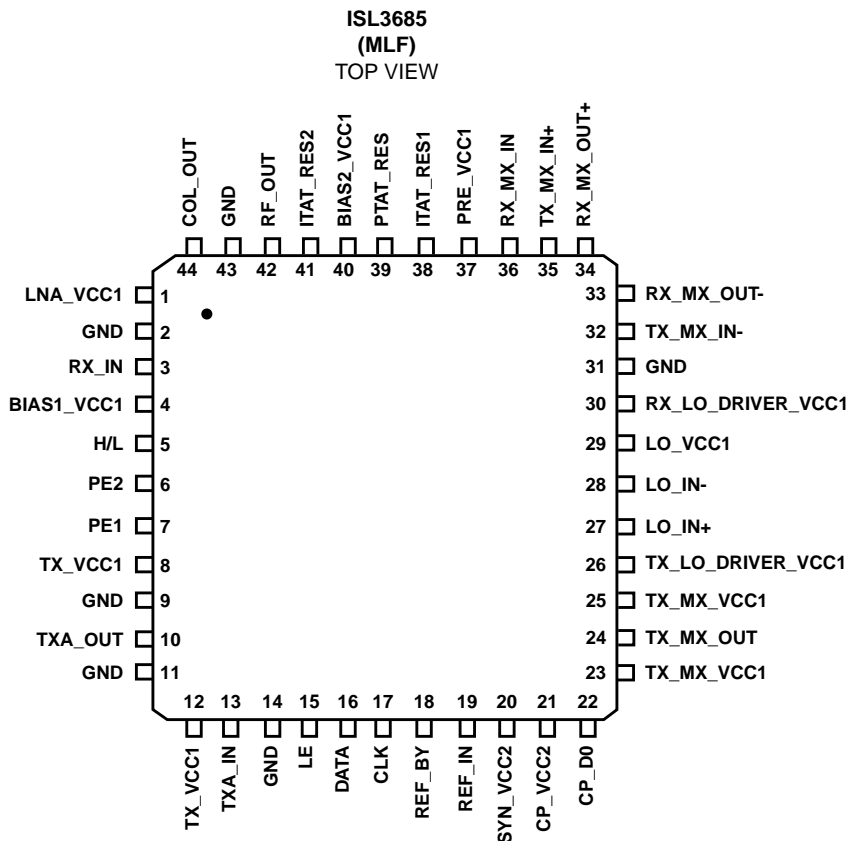 ISL3685
(MLF)
TOP VIEW
COL_OUT
GND
RF_OUT
ITAT_RES2
BIAS2_VCC1
PTAT_RES
ITAT_RES1
PRE_VCC1
RX_MX_IN
TX_MX_IN+
RX_MX_OUT+
44 43 42 41 40 39 38 37 36 35 34
LNA_VCC1 1
GND 2
RX_IN 3
BIAS1_VCC1 4
H/L 5
PE2 6
PE1 7
TX_VCC1 8
GND 9
TXA_OUT 10
GND 11
33 RX_MX_OUT-
32 TX_MX_IN-
31 GND
30 RX_LO_DRIVER_VCC1
29 LO_VCC1
28 LO_IN-
27 LO_IN+
26 TX_LO_DRIVER_VCC1
25 TX_MX_VCC1
24 TX_MX_OUT
23 TX_MX_VCC1
12 13 14 15 16 17 18 19 20 21 22
TX_VCC1
TXA_IN
GND
LE
DATA
CLK
REF_BY
REF_IN
SYN_VCC2
CP_VCC2
CP_D0